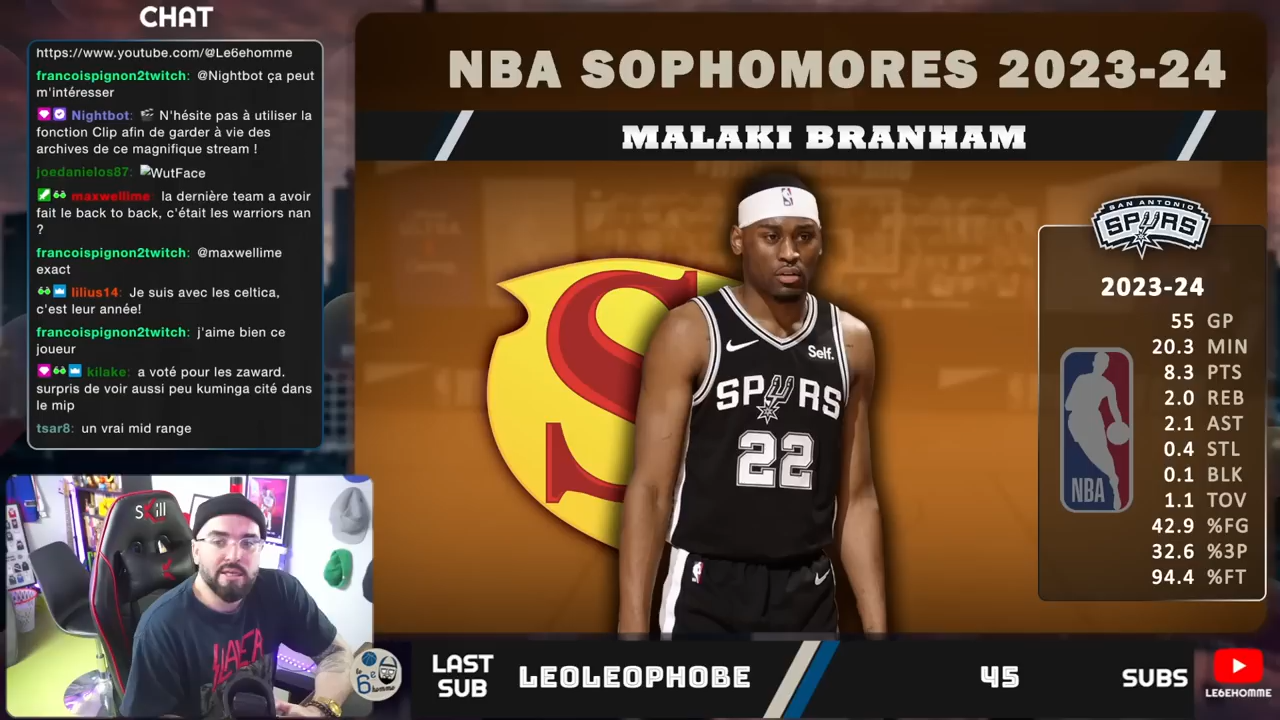 CHAT
https://www.youtube.com/@Le6ehomme
francoispignon2twitch: @Nightbot ça peut
m'intéresser
Nightbot: N'hésite pas à utiliser la
fonction Clip afin de garder à vie des
archives de ce magnifique stream !
joedanielos87: WutFace
maxwellime la dernière team a avoir
fait le back to back, c'était les warriors nan
?
francoispignon2twitch: @maxwellime
exact
lilius14: Je suis avec les celtica,
c'est leur année!
francoispignon2twitch: j'aime bien ce
joueur
kilake: a voté pour les zaward.
surpris de voir aussi peu kuminga cité dans
le mip
tsar8: un vrai mid range
NBA SOPHOMORES 2023-24
MALAKI BRANHAM
S
Self.
SPURS
22
SAN ANTONIO
SPURS
2023-24
55 GP
20.3 MIN
8.3 PTS
2.0 REB
2.1 AST
0.4 STL
0.1 BLK
1.1 TOV
42.9 %FG
32.6 %3P
94.4 %FT
NBA
Skill
SLAYER
le 6e homme
LAST
SUB
LEOLEOPHOBE
45
SUBS
LE6EHOMME